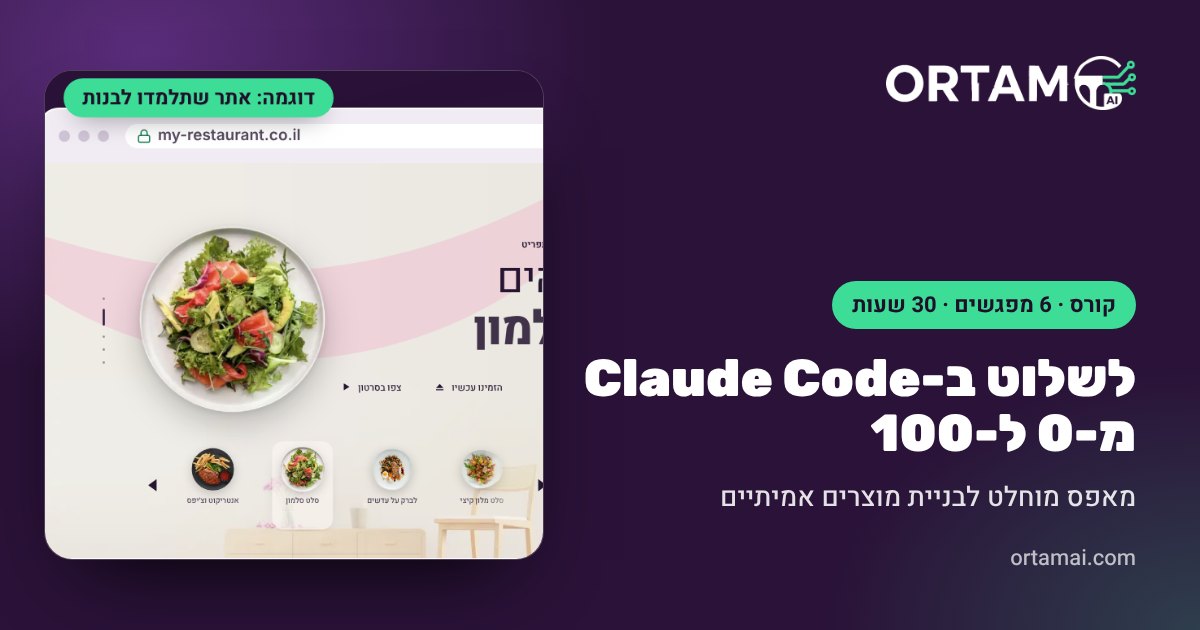 ORTAM AI
קורס · 6 מפגשים · 30 שעות
לשלוט ב-Claude Code
מ-0 ל-100
מאפס מוחלט לבניית מוצרים אמיתיים
ortamai.com
דוגמה: אתר שתלמדו לבנות
my-restaurant.co.il
הזמינו עכשיו
צפו בסרטון
סלט מלון קיצי
לברק על עדשים
סלט סלמון
אנטריקוט וצ'יפס